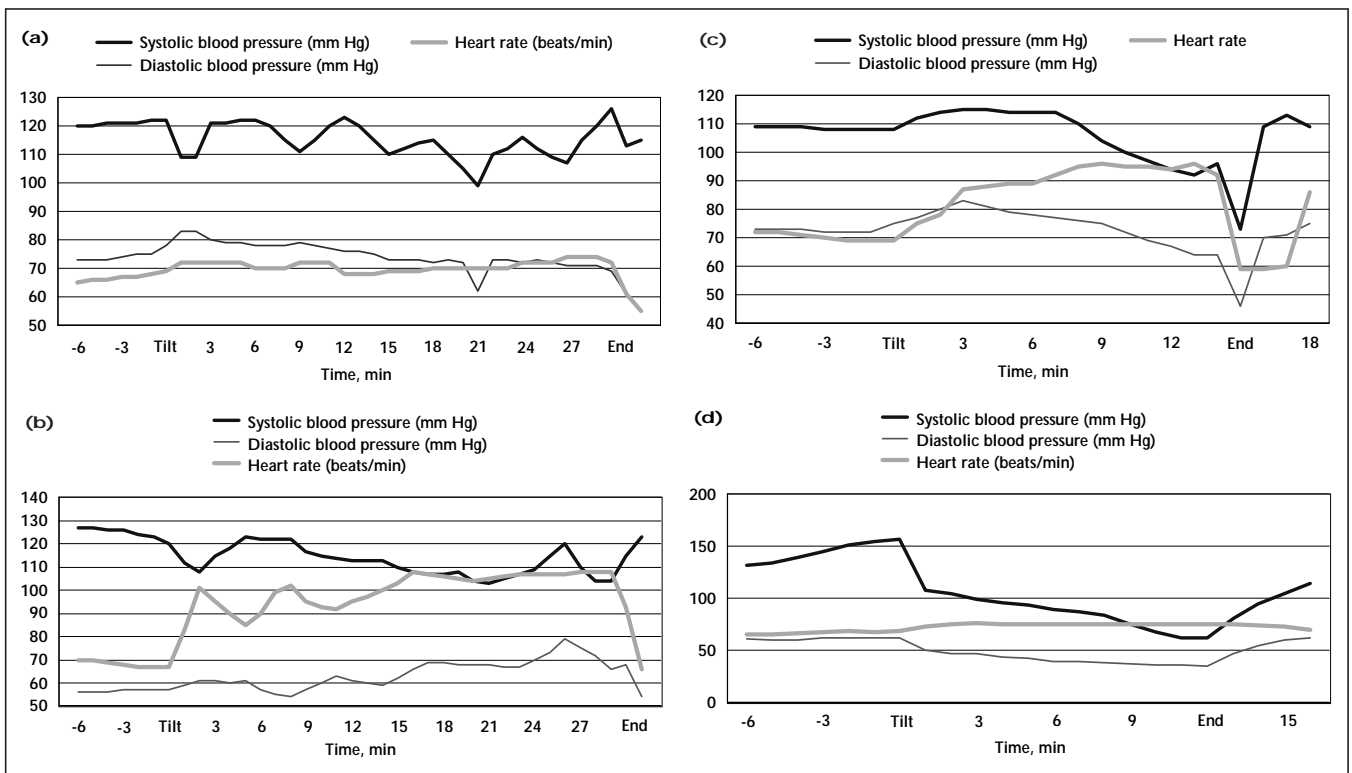 (a)
Systolic blood pressure (mm Hg) Heart rate (beats/min)
Diastolic blood pressure (mm Hg)
130
120
110
100
90
80
70
60
50
-6 -3 Tilt 3 6 9 12 15 18 21 24 27 End
Time, min
(c)
Systolic blood pressure (mm Hg) Heart rate
Diastolic blood pressure (mm Hg)
120
110
100
90
80
70
60
50
40
-6 -3 Tilt 3 6 9 12 End 18
Time, min
(b)
Systolic blood pressure (mm Hg)
Diastolic blood pressure (mm Hg)
Heart rate (beats/min)
140
130
120
110
100
90
80
70
60
50
-6 -3 Tilt 3 6 9 12 15 18 21 24 27 End
Time, min
(d)
Systolic blood pressure (mm Hg)
Diastolic blood pressure (mm Hg)
Heart rate (beats/min)
200
150
100
50
0
-6 -3 Tilt 3 6 9 End 15
Time, min